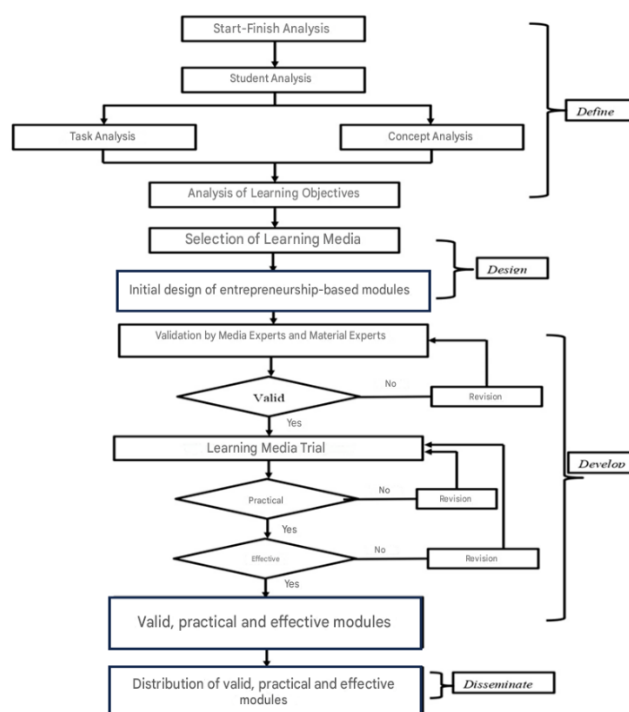 Start-Finish Analysis
Student Analysis
Define
Task Analysis
Concept Analysis
Analysis of Learning Objectives
Selection of Learning Media
Design
Initial design of entrepreneurship-based modules
Validation by Media Experts and Material Experts
No
Valid
Revision
Yes
Learning Media Trial
Develop
No
Practical
Revision
Yes
No
Effective
Revision
Yes
Valid, practical and effective modules
Distribution of valid, practical and effective
modules
Disseminate